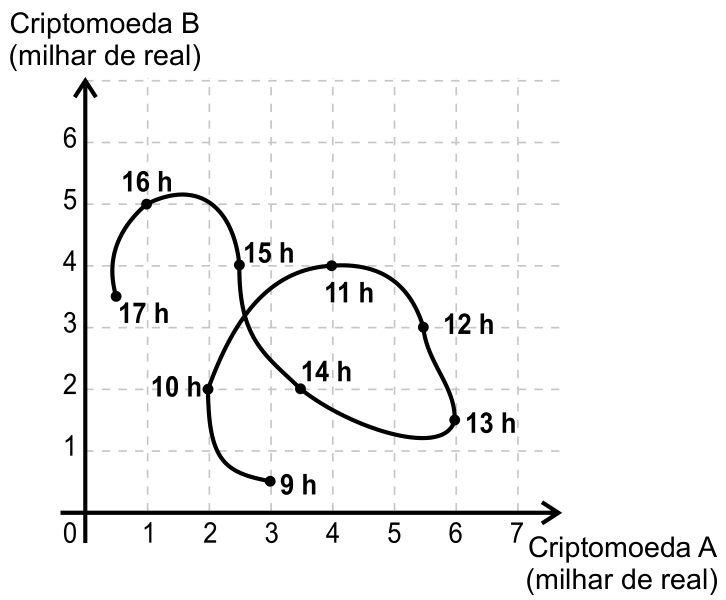 Criptomoeda B
(milhar de real)
6
16 h
5
15 h
4
11 h
17 h
3
12 h
14 h
10 h
2
13 h
1
9 h
0 1 2 3 4 5 6 7
Criptomoeda A
(milhar de real)